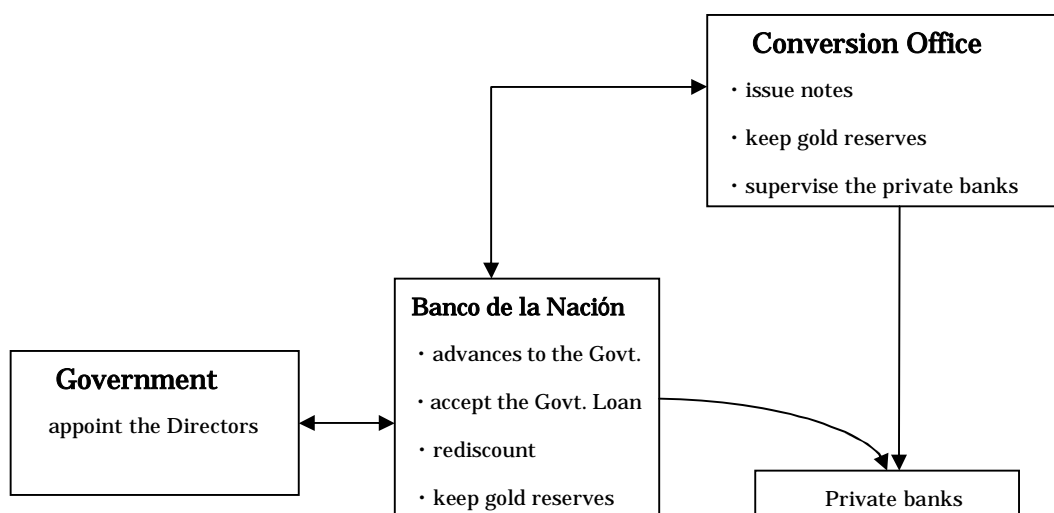 Conversion Office
・issue notes
・keep gold reserves
・supervise the private banks
Banco de la Nación
・advances to the Govt.
・accept the Govt. Loan
・rediscount
・keep gold reserves
Government
appoint the Directors
Private banks